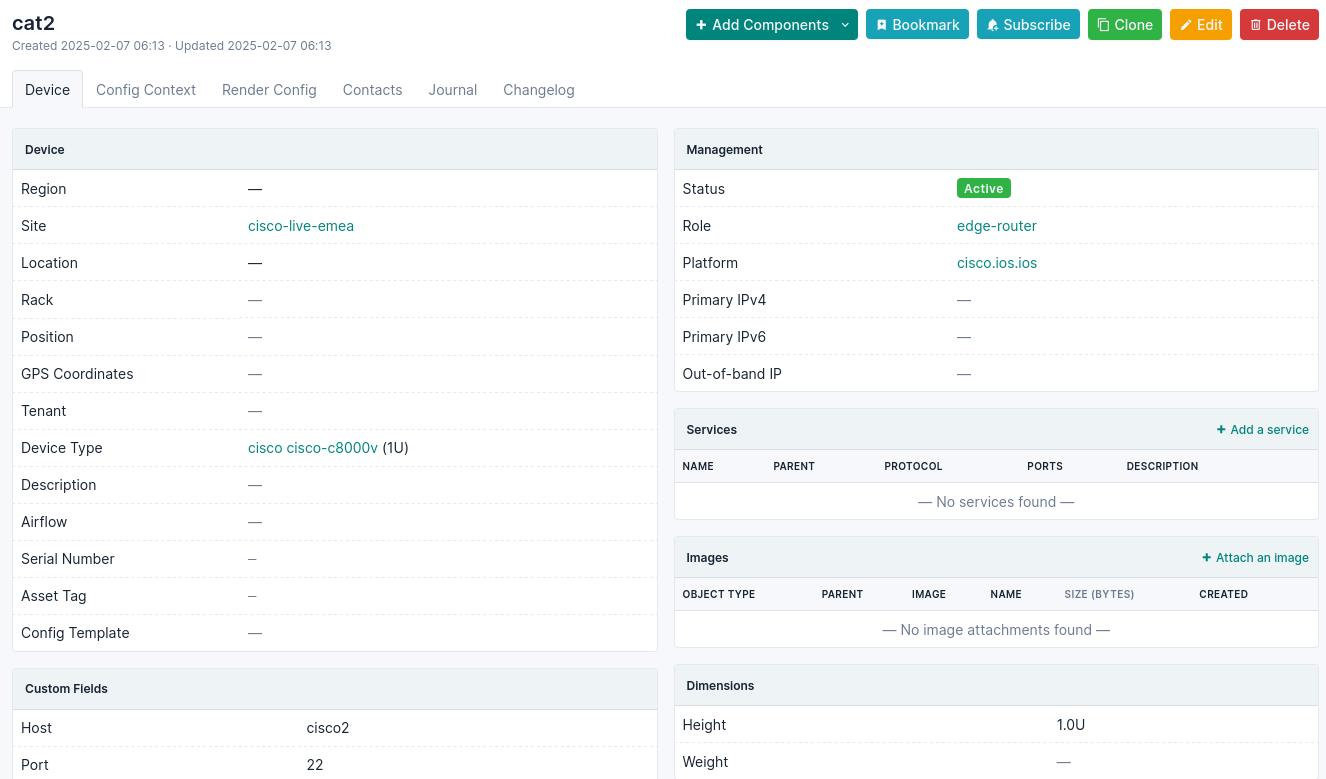 cat2
Created 2025-02-07 06:13 · Updated 2025-02-07 06:13
+ Add Components
Bookmark
Subscribe
Clone
Edit
Delete
Device
Config Context
Render Config
Contacts
Journal
Changelog
Device
Region —
Site cisco-live-emea
Location —
Rack —
Position —
GPS Coordinates —
Tenant —
Device Type cisco cisco-c8000v (1U)
Description —
Airflow —
Serial Number –
Asset Tag –
Config Template —
Custom Fields
Host cisco2
Port 22
Management
Status Active
Role edge-router
Platform cisco.ios.ios
Primary IPv4 —
Primary IPv6 —
Out-of-band IP —
Services + Add a service
NAME PARENT PROTOCOL PORTS DESCRIPTION
— No services found —
Images + Attach an image
OBJECT TYPE PARENT IMAGE NAME SIZE (BYTES) CREATED
— No image attachments found —
Dimensions
Height 1.0U
Weight —